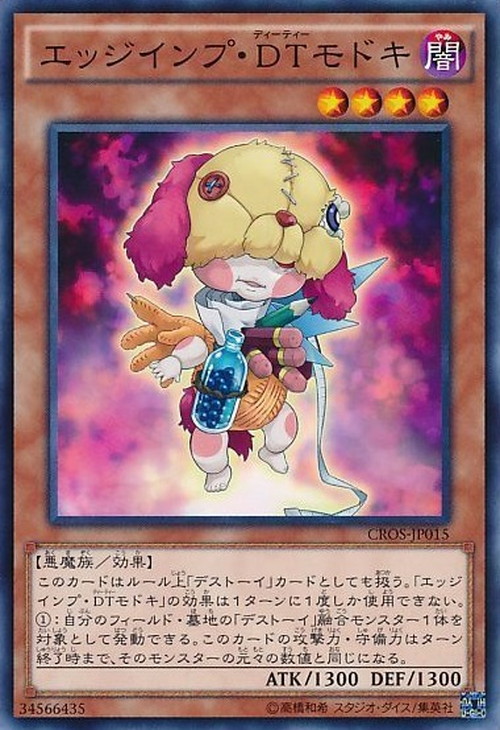 ディーティー
エッジインプ・DTモドキ
やみ
闇
CROS-JP015
【悪魔族／効果】
このカードはルール上「デストーイ」カードとしても扱う。「エッジ
インプ・DTモドキ」の効果は１ターンに１度しか使用できない。
①：自分のフィールド・墓地の「デストーイ」融合モンスター１体を
対象として発動できる。このカードの攻撃力・守備力はターン
終了時まで、そのモンスターの元々の数値と同じになる。
ATK/1300 DEF/1300
34566435
©高橋和希 スタジオ・ダイス/集英社